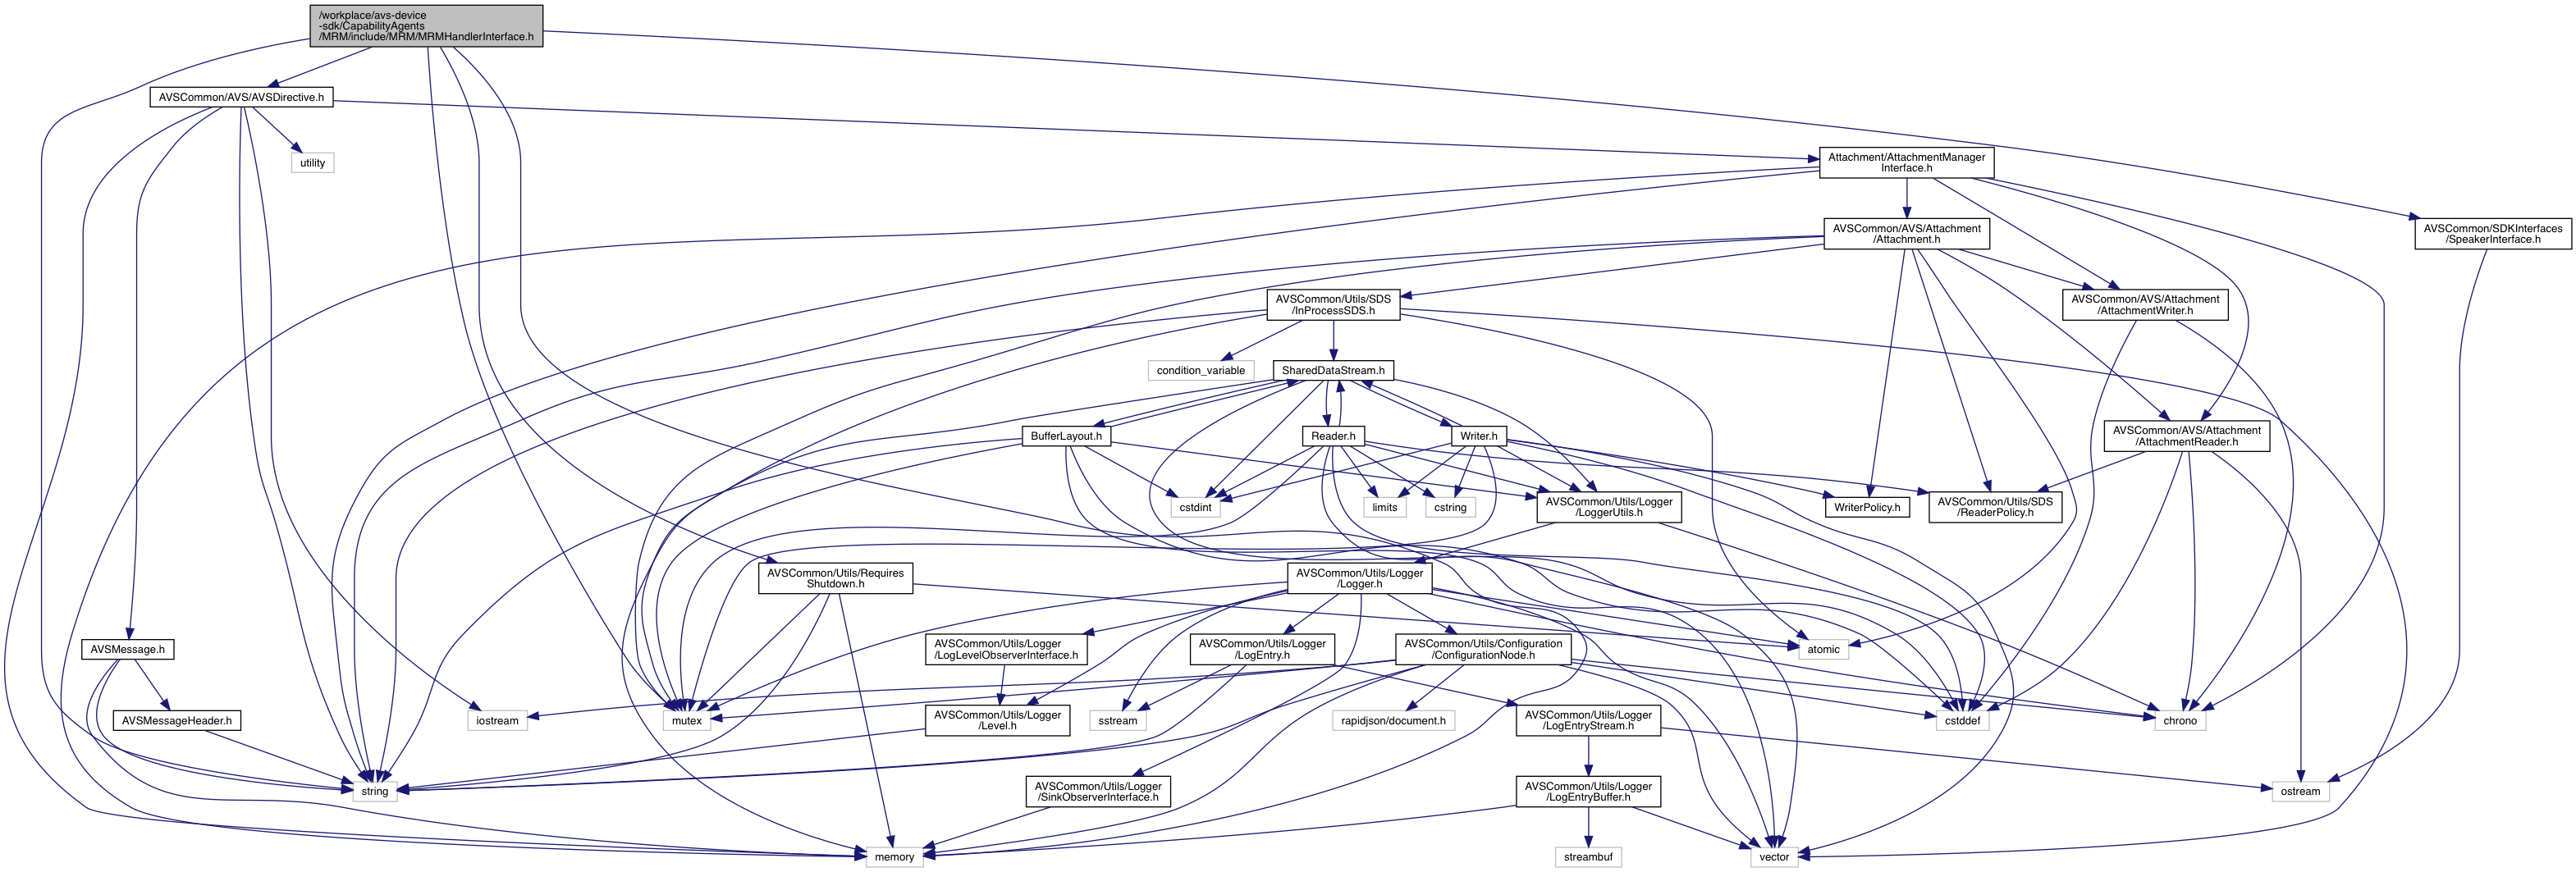 /workplace/avs-device
-sdk/CapabilityAgents
/MRM/include/MRM/MRMHandlerInterface.h
AVSCommon/AVS/AVSDirective.h
utility
Attachment/AttachmentManager
Interface.h
AVSCommon/AVS/Attachment
/Attachment.h
AVSCommon/SDKInterfaces
/SpeakerInterface.h
AVSCommon/Utils/SDS
/InProcessSDS.h
AVSCommon/AVS/Attachment
/AttachmentWriter.h
condition_variable
SharedDataStream.h
BufferLayout.h
Reader.h
Writer.h
AVSCommon/AVS/Attachment
/AttachmentReader.h
cstdint
limits
cstring
AVSCommon/Utils/Logger
/LoggerUtils.h
WriterPolicy.h
AVSCommon/Utils/SDS
/ReaderPolicy.h
AVSCommon/Utils/Requires
Shutdown.h
AVSCommon/Utils/Logger
/Logger.h
AVSMessage.h
AVSCommon/Utils/Logger
/LogLevelObserverInterface.h
AVSCommon/Utils/Logger
/LogEntry.h
AVSCommon/Utils/Configuration
/ConfigurationNode.h
atomic
AVSMessageHeader.h
iostream
mutex
AVSCommon/Utils/Logger
/Level.h
sstream
rapidjson/document.h
AVSCommon/Utils/Logger
/LogEntryStream.h
cstddef
chrono
string
AVSCommon/Utils/Logger
/SinkObserverInterface.h
AVSCommon/Utils/Logger
/LogEntryBuffer.h
ostream
memory
streambuf
vector